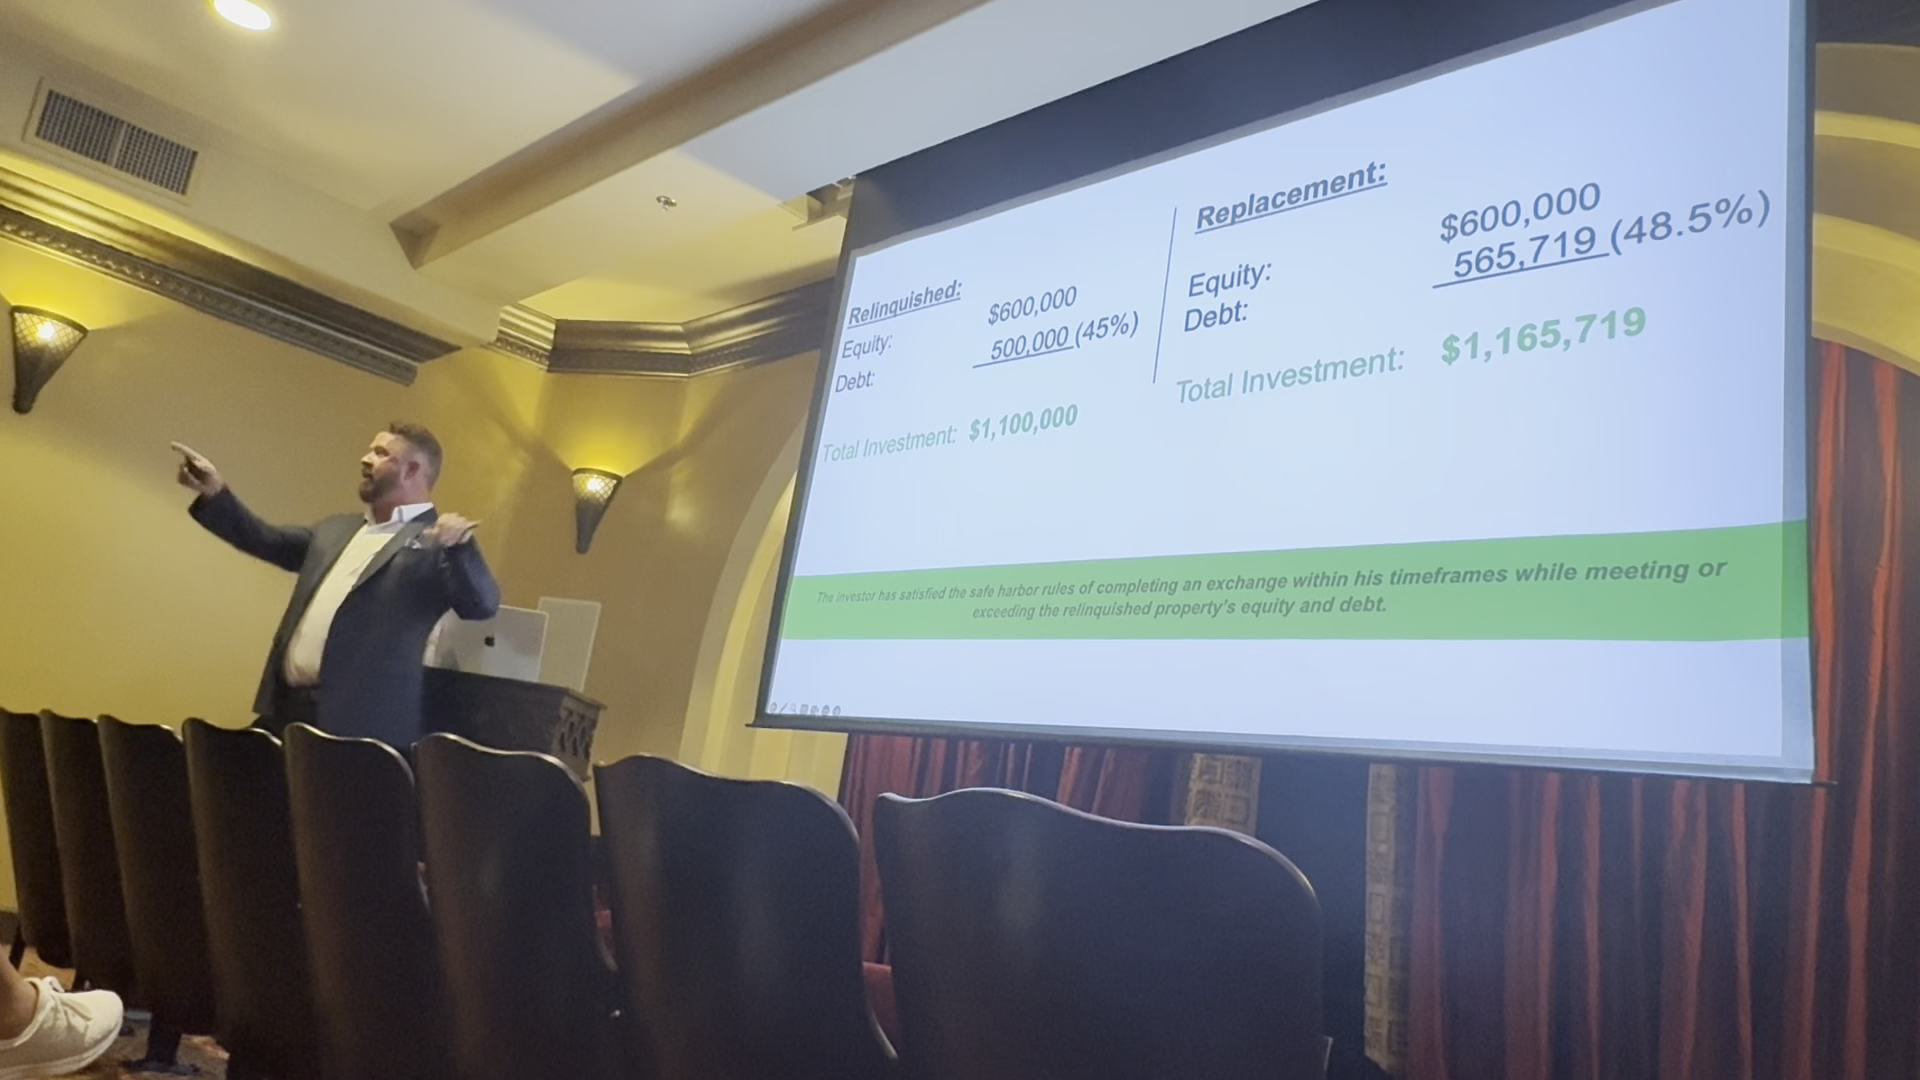 Relinquished:
Equity: $600,000
Debt: 500,000 (45%)
Total Investment: $1,100,000
Replacement:
Equity: $600,000
Debt: 565,719 (48.5%)
Total Investment: $1,165,719
The investor has satisfied the safe harbor rules of completing an exchange within his timeframes while meeting or
exceeding the relinquished property's equity and debt.